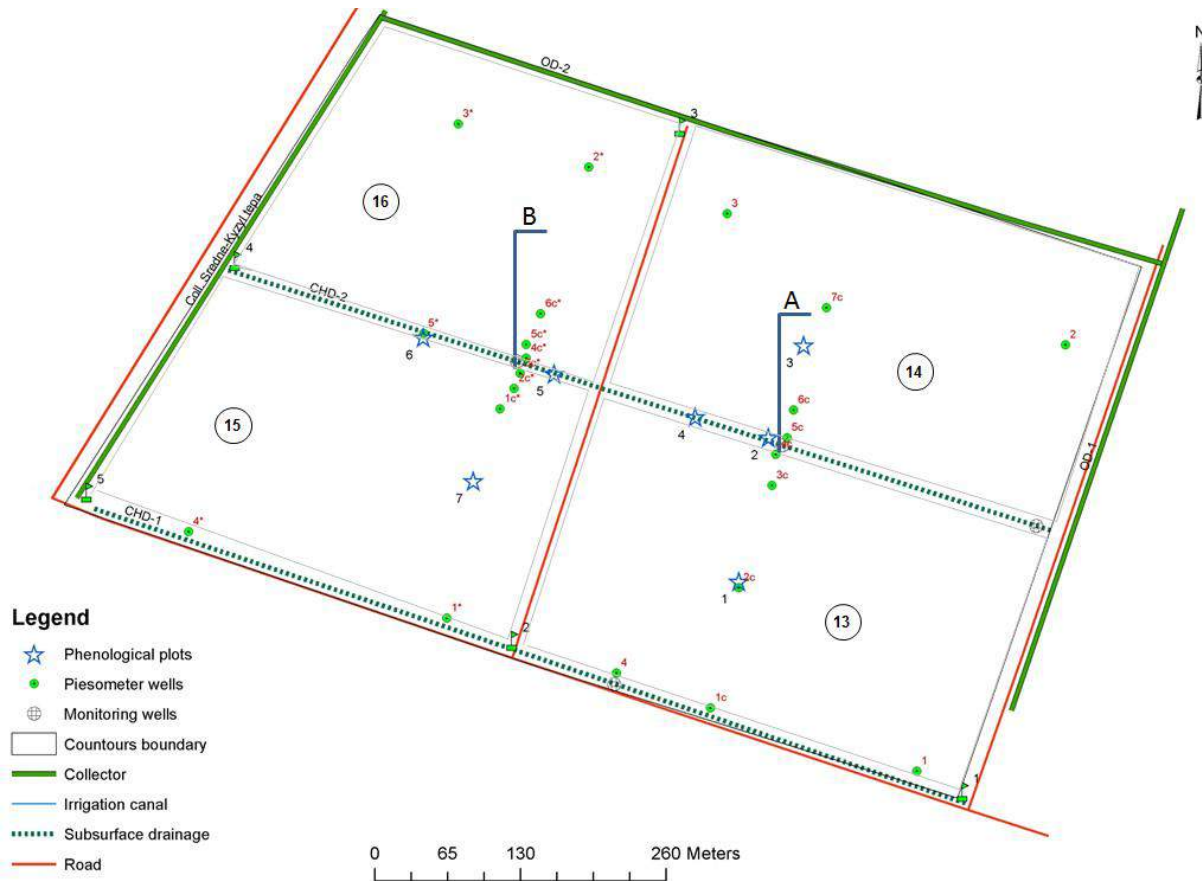 N
OD-2
3
3*
2*
16
3
B
Coll. Sredne-Kyzyl tepa
4
CHD-2
6c*
7c
A
5*
5c*
4c*
2
6
3
14
2c*
5
1c*
6c
15
4
5c
2
3c
OD-1
7
5
CHD-1
4*
2c
1
13
1*
2
4
1c
1
1
Legend
Phenological plots
Piesometer wells
Monitoring wells
Countours boundary
Collector
Irrigation canal
Subsurface drainage
Road
0 65 130 260 Meters